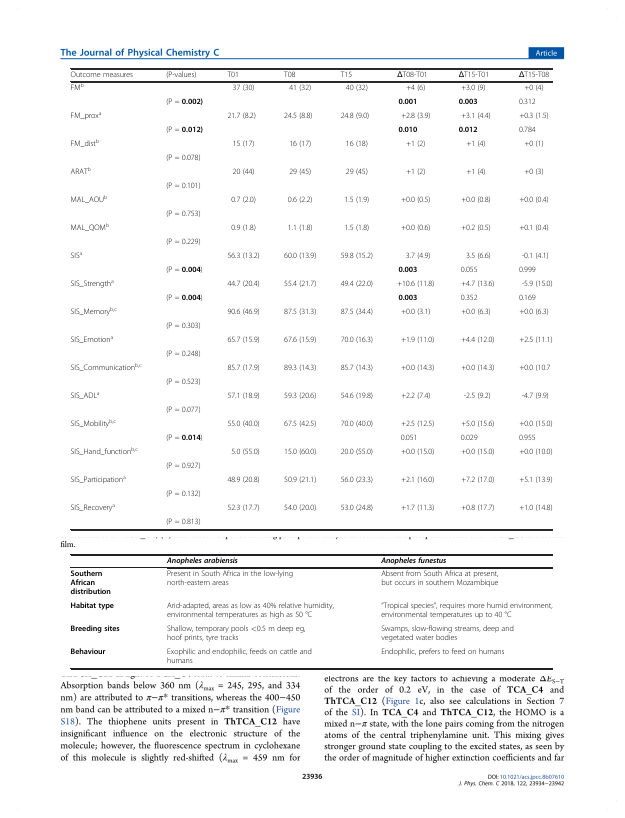 The Journal of Physical Chemistry C
Article
Outcome measures (P-values) T01 T08 T15 ΔT08-T01 ΔT15-T01 ΔT15-T08
FMb 37 (30) 41 (32) 40 (32) +4 (6) +3.0 (9) +0 (4)
(P = 0.002) 0.001 0.003 0.312
FM_proxa 21.7 (8.2) 24.5 (8.8) 24.8 (9.0) +2.8 (3.9) +3.1 (4.4) +0.3 (1.5)
(P = 0.012) 0.010 0.012 0.784
FM_distb 15 (17) 16 (17) 16 (18) +1 (2) +1 (4) +0 (1)
(P = 0.078)
ARATb 20 (44) 29 (45) 29 (45) +1 (2) +1 (4) +0 (3)
(P = 0.101)
MAL_AOUb 0.7 (2.0) 0.6 (2.2) 1.5 (1.9) +0.0 (0.5) +0.0 (0.8) +0.0 (0.4)
(P = 0.753)
MAL_QOMb 0.9 (1.8) 1.1 (1.8) 1.5 (1.8) +0.0 (0.6) +0.2 (0.5) +0.1 (0.4)
(P = 0.229)
SISa 56.3 (13.2) 60.0 (13.9) 59.8 (15.2) 3.7 (4.9) 3.5 (6.6) -0.1 (4.1)
(P = 0.004) 0.003 0.055 0.999
SIS_Strengtha 44.7 (20.4) 55.4 (21.7) 49.4 (22.0) +10.6 (11.8) +4.7 (13.6) -5.9 (15.0)
(P = 0.004) 0.003 0.352 0.169
SIS_Memoryb,c 90.6 (46.9) 87.5 (31.3) 87.5 (34.4) +0.0 (3.1) +0.0 (6.3) +0.0 (6.3)
(P = 0.303)
SIS_Emotiona 65.7 (15.9) 67.6 (15.9) 70.0 (16.3) +1.9 (11.0) +4.4 (12.0) +2.5 (11.1)
(P = 0.248)
SIS_Communicationb,c 85.7 (17.9) 89.3 (14.3) 85.7 (14.3) +0.0 (14.3) +0.0 (14.3) +0.0 (10.7
(P = 0.523)
SIS_ADLa 57.1 (18.9) 59.3 (20.6) 54.6 (19.8) +2.2 (7.4) -2.5 (9.2) -4.7 (9.9)
(P = 0.077)
SIS_Mobilityb,c 55.0 (40.0) 67.5 (42.5) 70.0 (40.0) +2.5 (12.5) +5.0 (15.6) +0.0 (15.0)
(P = 0.014) 0.051 0.029 0.955
SIS_Hand_functionb,c 5.0 (55.0) 15.0 (60.0) 20.0 (55.0) +0.0 (15.0) +0.0 (15.0) +0.0 (10.0)
(P = 0.927)
SIS_Participationa 48.9 (20.8) 50.9 (21.1) 56.0 (23.3) +2.1 (16.0) +7.2 (17.0) +5.1 (13.9)
(P = 0.132)
SIS_Recoverya 52.3 (17.7) 54.0 (20.0) 53.0 (24.8) +1.7 (11.3) +0.8 (17.7) +1.0 (14.8)
(P = 0.813)
film.
Anopheles arabiensis Anopheles funestus
Southern African distribution Present in South Africa in the low-lying north-eastern areas Absent from South Africa at present, but occurs in southern Mozambique
Habitat type Arid-adapted, areas as low as 40% relative humidity, environmental temperatures as high as 50 °C "Tropical species", requires more humid environment, environmental temperatures up to 40 °C
Breeding sites Shallow, temporary pools <0.5 m deep eg, hoof prints, tyre tracks Swamps, slow-flowing streams, deep and vegetated water bodies
Behaviour Exophilic and endophilic, feeds on cattle and humans Endophilic, prefers to feed on humans
Absorption bands below 360 nm (λmax = 245, 295, and 334
nm) are attributed to π−π* transitions, whereas the 400−450
nm band can be attributed to a mixed n−π* transition (Figure
S18). The thiophene units present in ThTCA_C12 have
insignificant influence on the electronic structure of the
molecule; however, the fluorescence spectrum in cyclohexane
of this molecule is slightly red-shifted (λmax = 459 nm for
electrons are the key factors to achieving a moderate ΔES−T
of the order of 0.2 eV, in the case of TCA_C4 and
ThTCA_C12 (Figure 1c, also see calculations in Section 7
of the SI). In TCA_C4 and ThTCA_C12, the HOMO is a
mixed n−π state, with the lone pairs coming from the nitrogen
atoms of the central triphenylamine unit. This mixing gives
stronger ground state coupling to the excited states, as seen by
the order of magnitude of higher extinction coefficients and far
23936
DOI: 10.1021/acs.jpcc.8b07610
J. Phys. Chem. C 2018, 122, 23934−23942